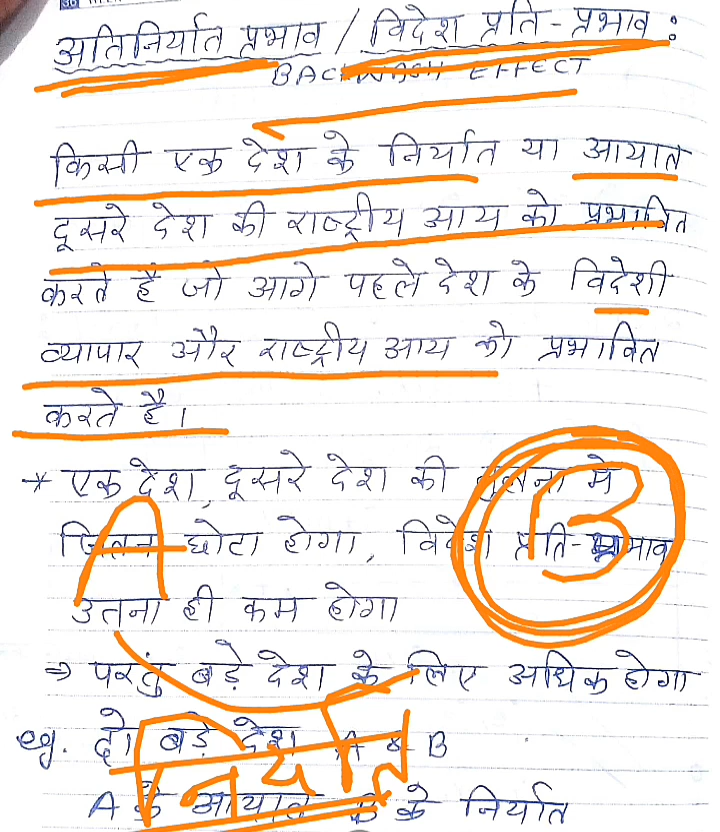 अतिनिर्यात प्रभाव / विदेश प्रति-प्रभाव :
BACKWASH EFFECT
किसी एक देश के निर्यात या आयात
दूसरे देश की राष्ट्रीय आय को प्रभावित
करते है जो आगे पहले देश के विदेशी
व्यापार और राष्ट्रीय आय को प्रभावित
करते है।
* एक देश, दूसरे देश की तुलना मे
जितना छोटा होगा, विदेश प्रति-प्रभाव
A
B
उतना ही कम होगा
⇒ परंतु बड़े देश के लिए अधिक होगा
eg. दो बड़े देश A & B
निर्यात
A के आयात B के निर्यात